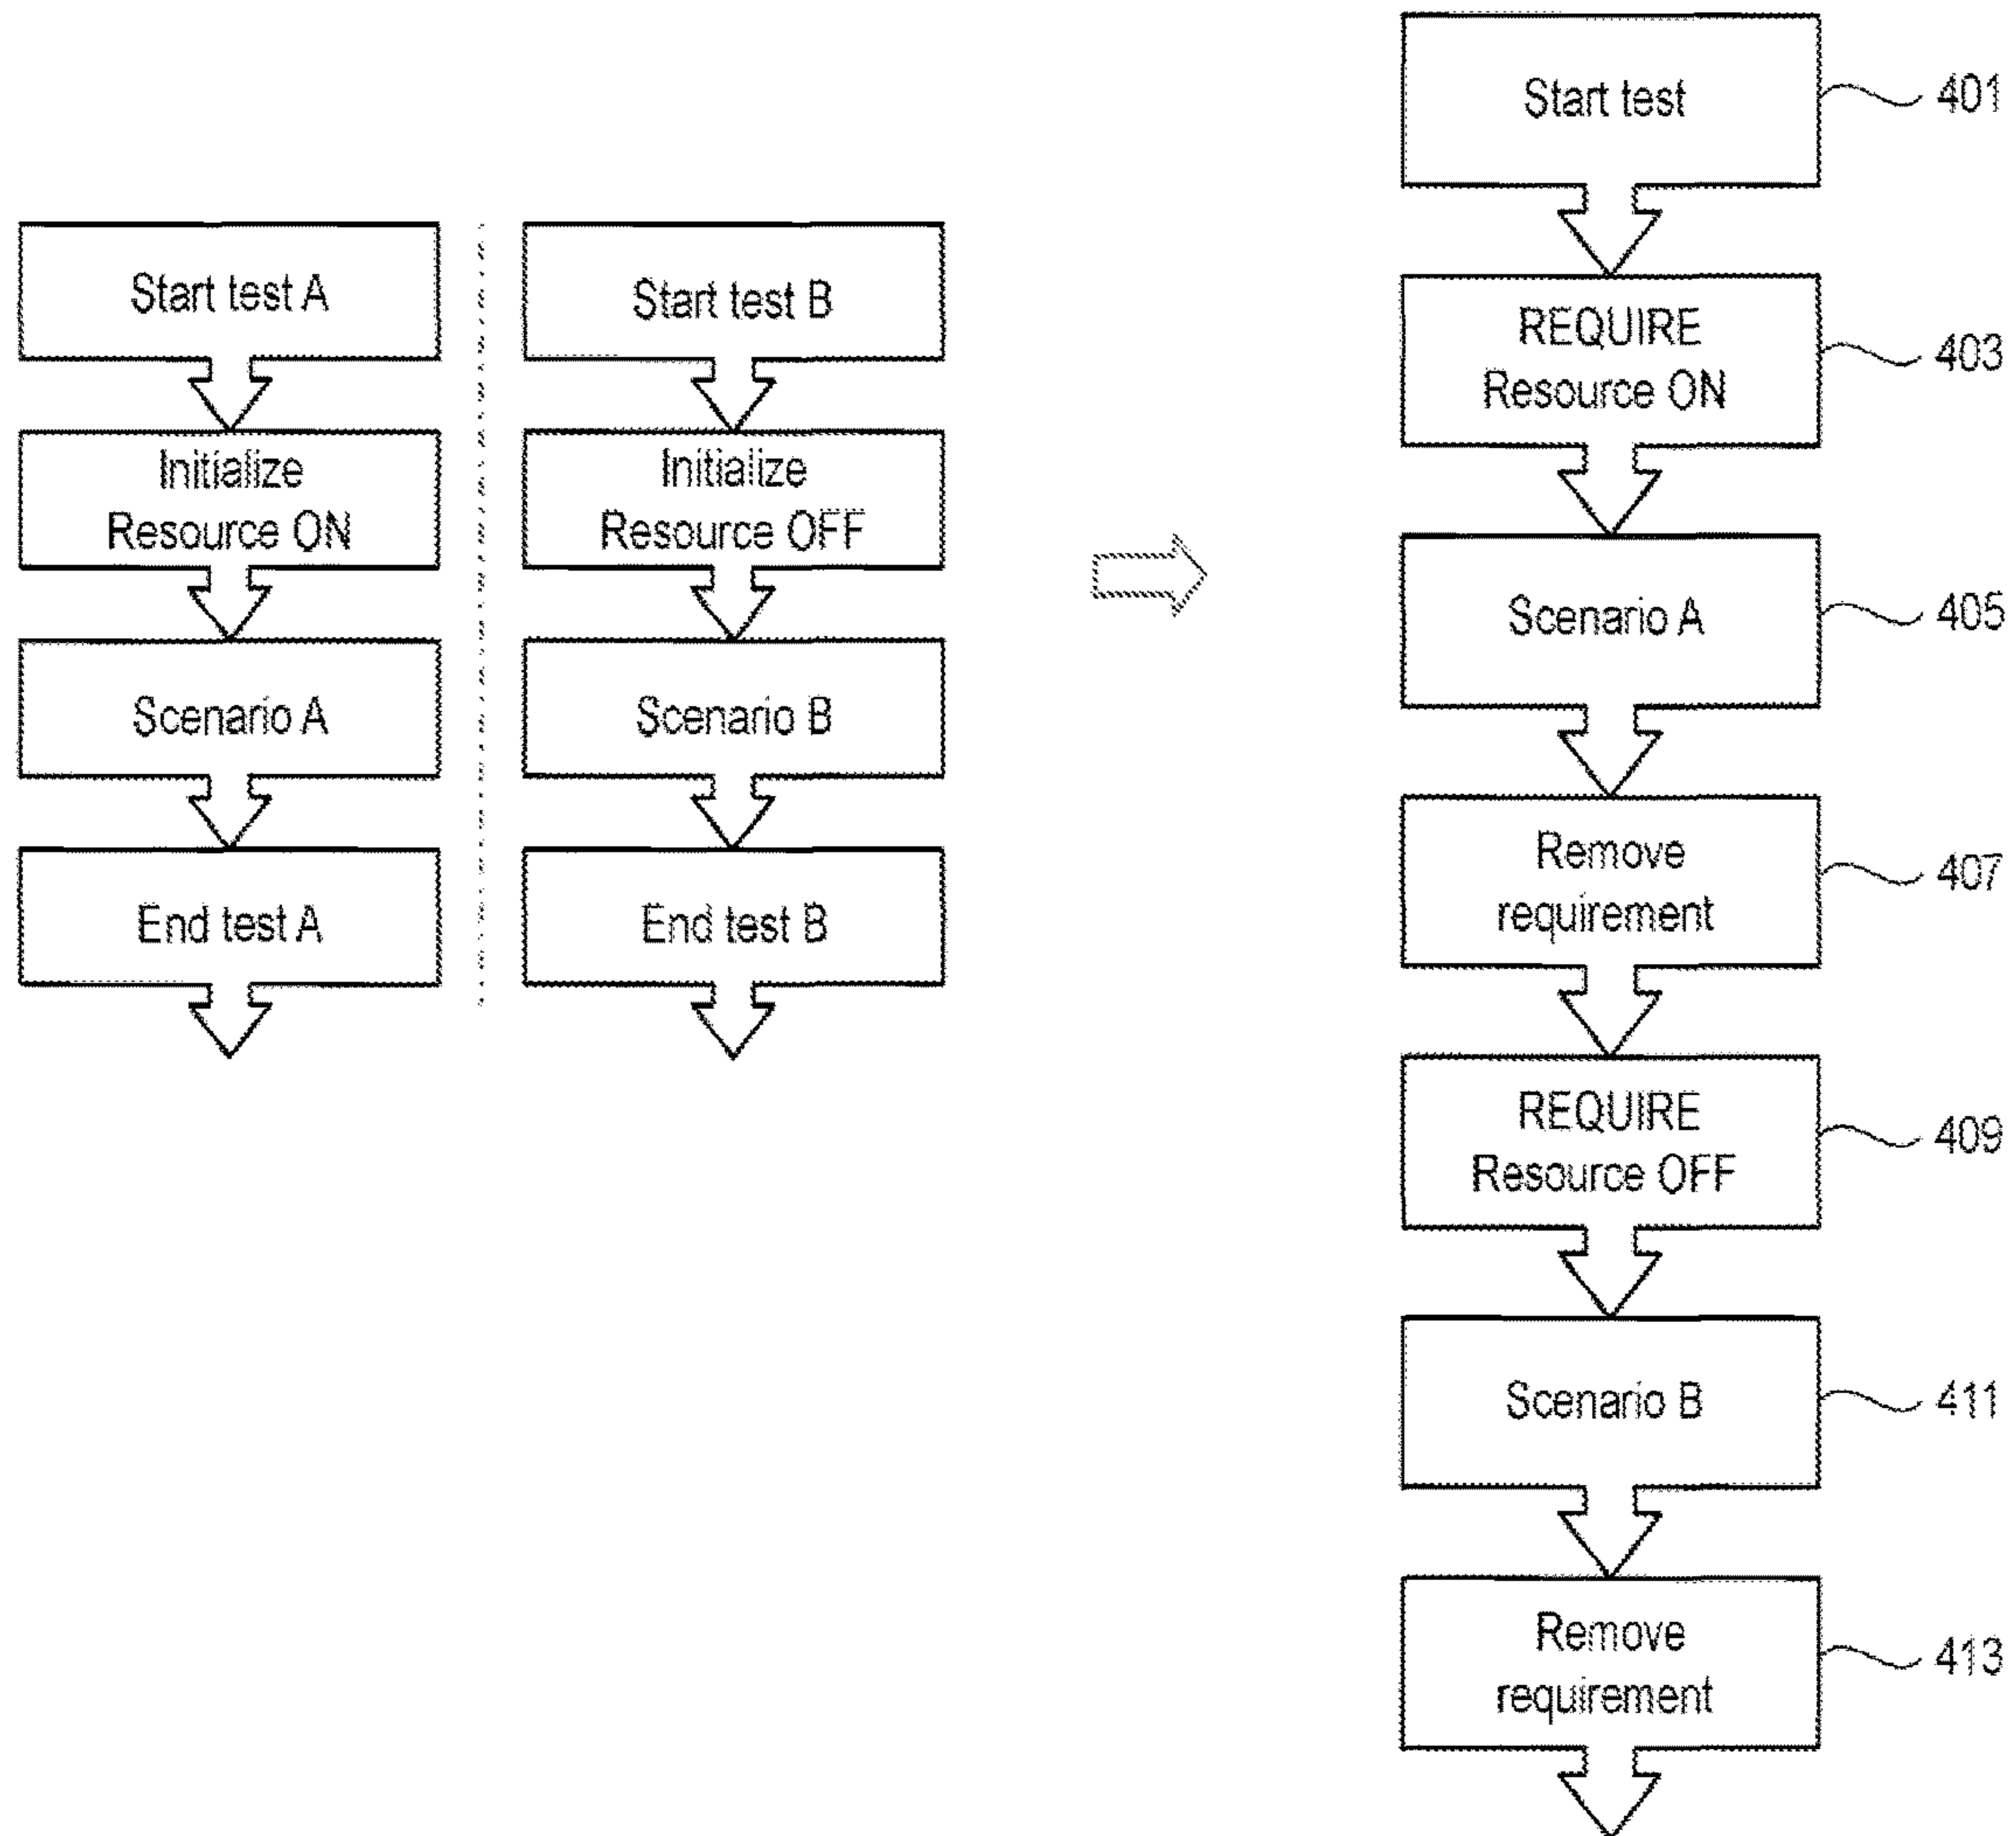 Start test A
Initialize
Resource ON
Scenario A
End test A
Start test B
Initialize
Resource OFF
Scenario B
End test B
Start test
401
REQUIRE
Resource ON
403
Scenario A
405
Remove
requirement
407
REQUIRE
Resource OFF
409
Scenario B
411
Remove
requirement
413